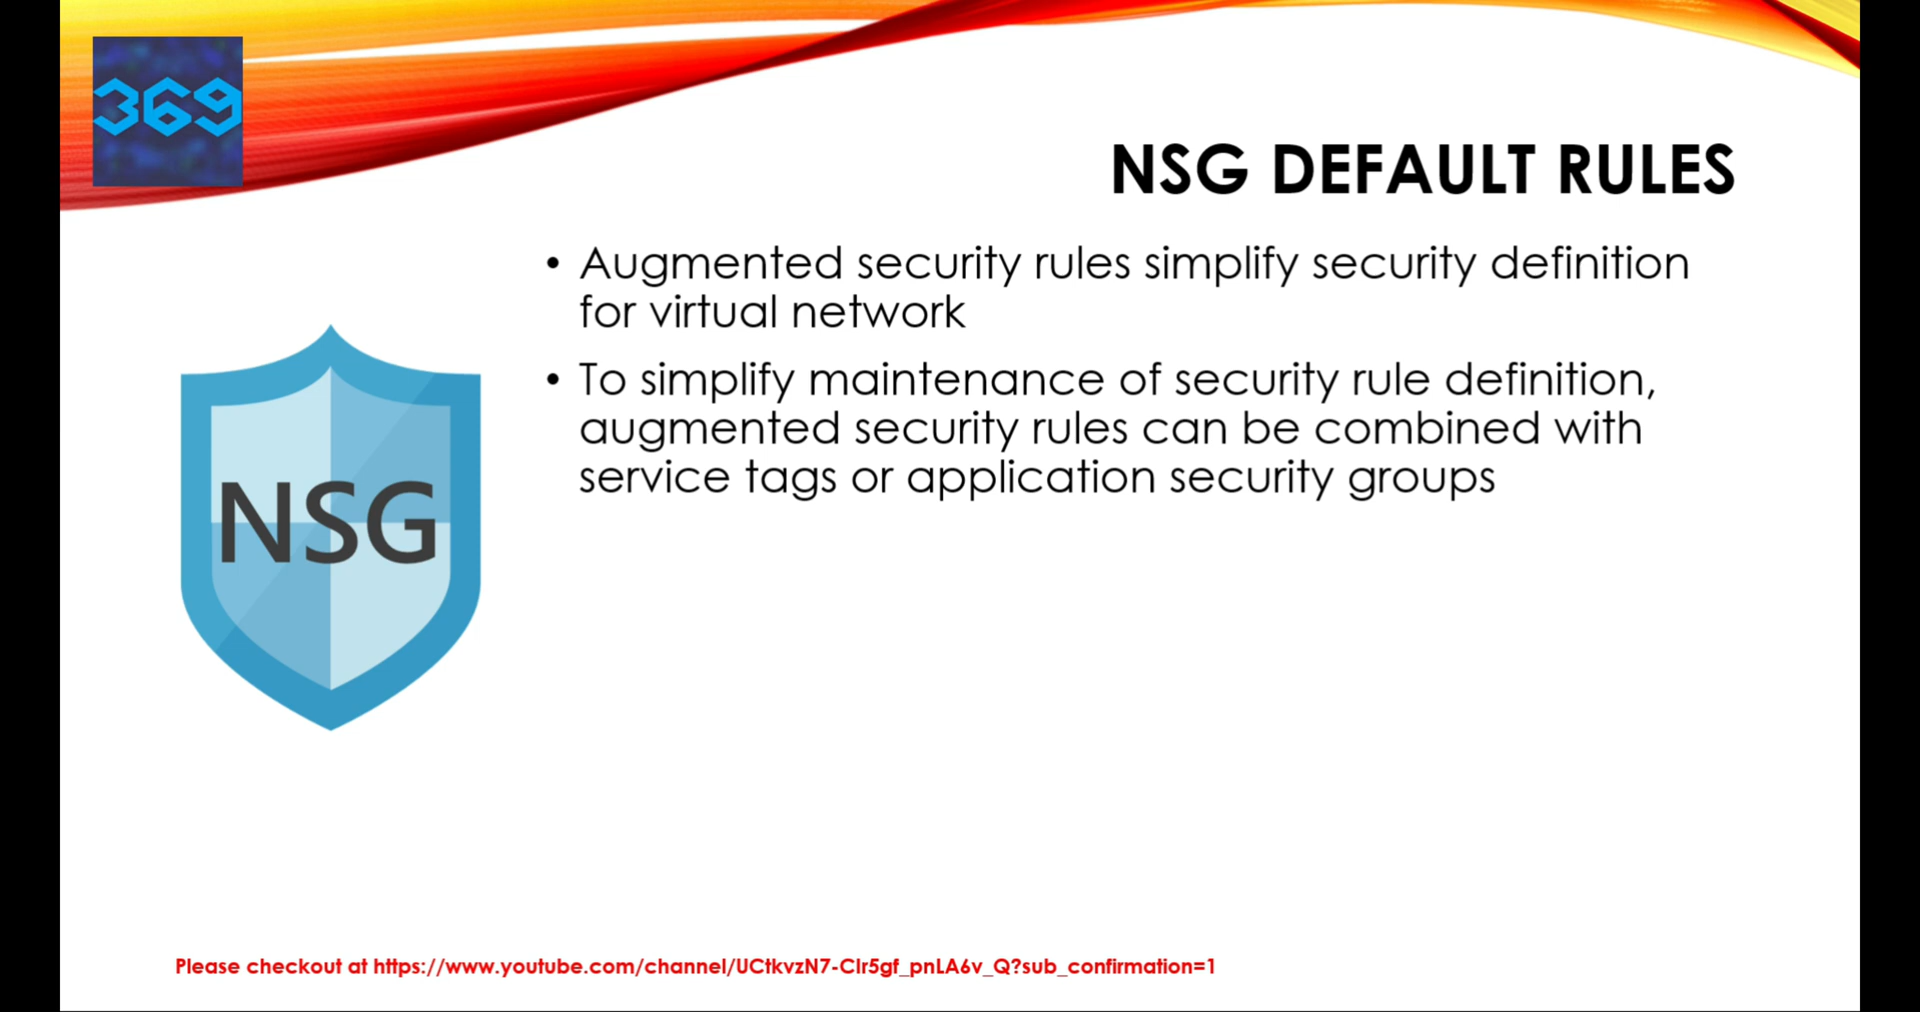 369
NSG DEFAULT RULES
• Augmented security rules simplify security definition
for virtual network
• To simplify maintenance of security rule definition,
augmented security rules can be combined with
service tags or application security groups
NSG
Please checkout at https://www.youtube.com/channel/UCtkvzN7-CIr5gf_pnLA6v_Q?sub_confirmation=1